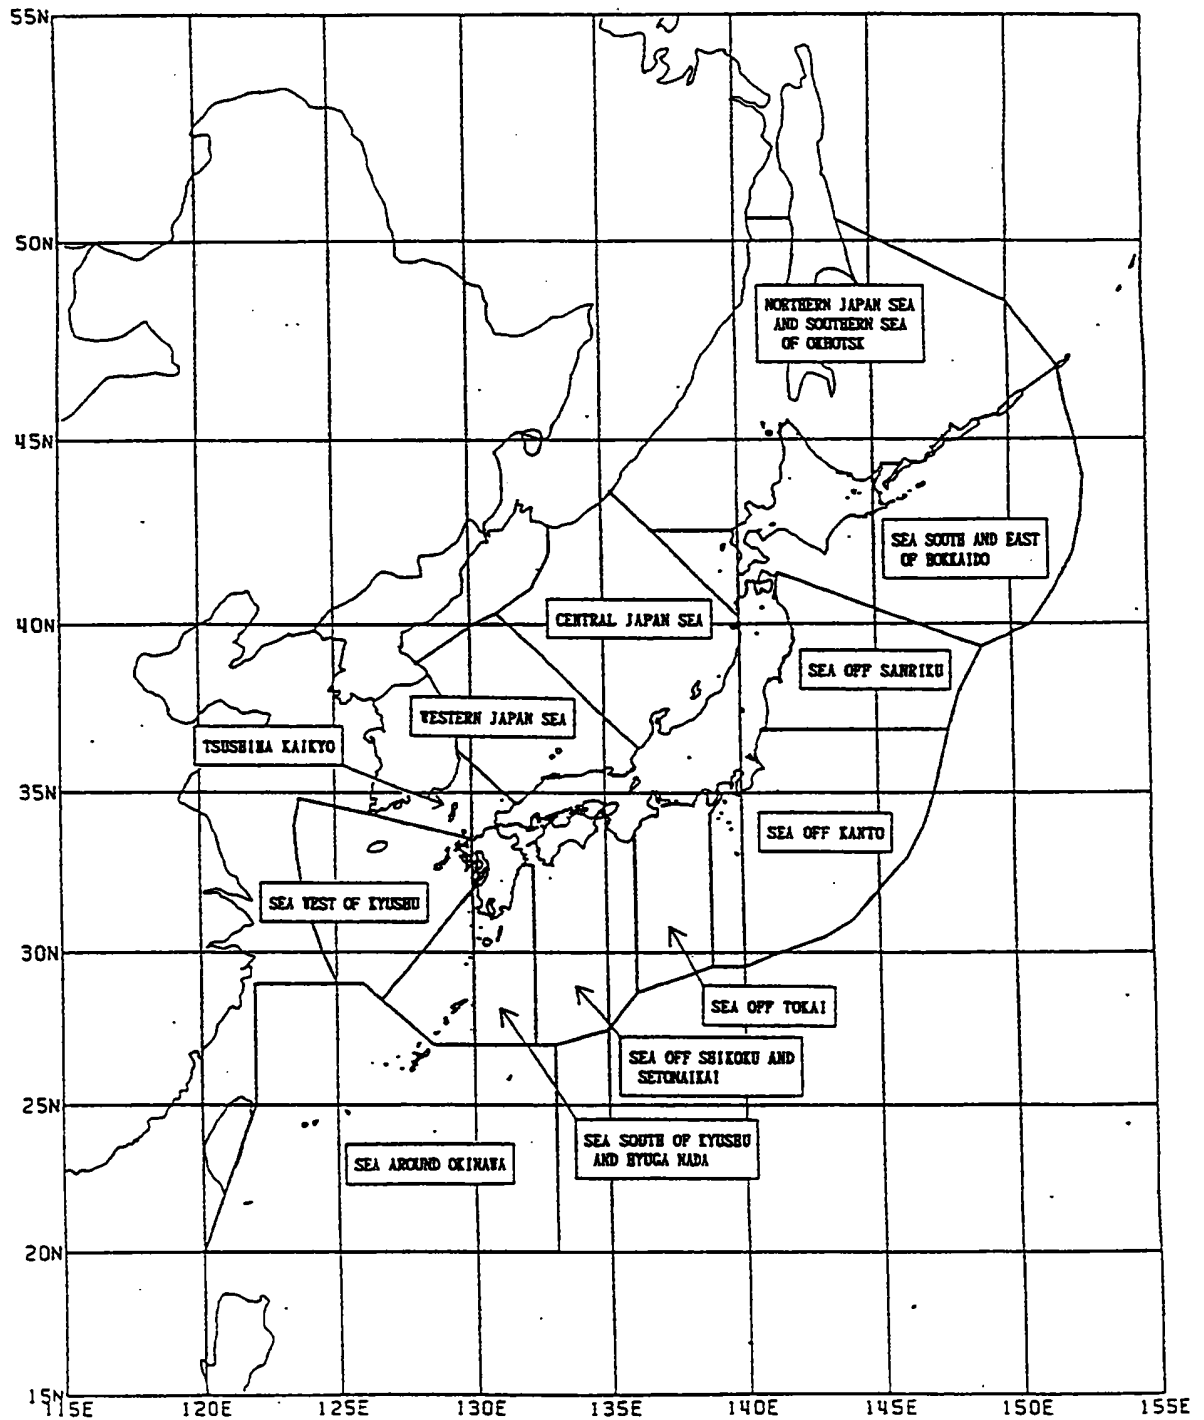 55N
50N
NORTHERN JAPAN SEA
AND SOUTHERN SEA
OF OKHOTSK
45N
SEA SOUTH AND EAST
OF HOKKAIDO
40N
CENTRAL JAPAN SEA
SEA OFF SANRIKU
WESTERN JAPAN SEA
TSUSHIMA KAIKYO
35N
SEA OFF KANTO
SEA WEST OF KYUSHU
30N
SEA OFF TOKAI
SEA OFF SHIKOKU AND
SETONAIKAI
25N
SEA SOUTH OF KYUSHU
AND HYUGA NADA
SEA AROUND OKINAWA
20N
15N
115E 120E 125E 130E 135E 140E 145E 150E 155E